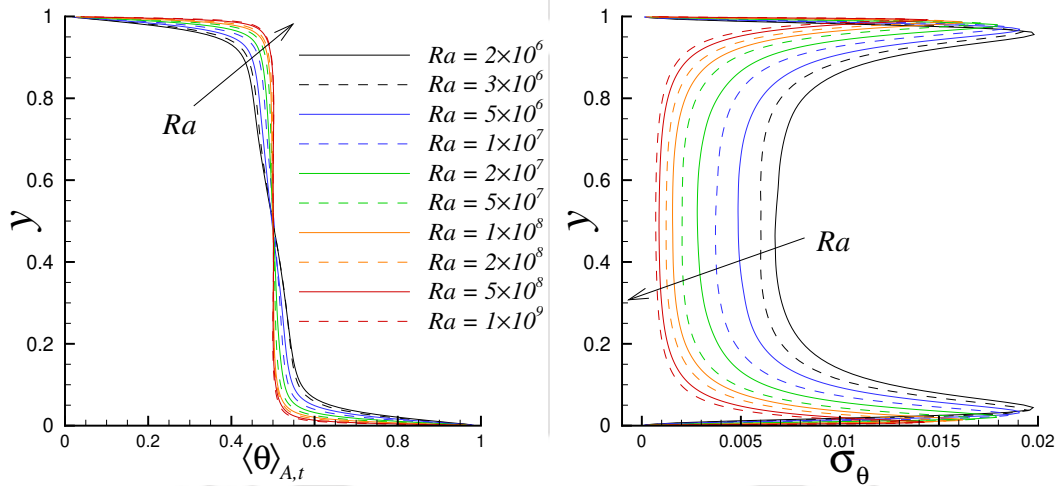 1
0.8
0.6
0.4
0.2
0
y
0 0.2 0.4 0.6 0.8 1
⟨θ⟩A,t
Ra
Ra = 2×10⁶
Ra = 3×10⁶
Ra = 5×10⁶
Ra = 1×10⁷
Ra = 2×10⁷
Ra = 5×10⁷
Ra = 1×10⁸
Ra = 2×10⁸
Ra = 5×10⁸
Ra = 1×10⁹
1
0.8
0.6
0.4
0.2
0
y
Ra
0 0.005 0.010 0.015 0.02
σθ